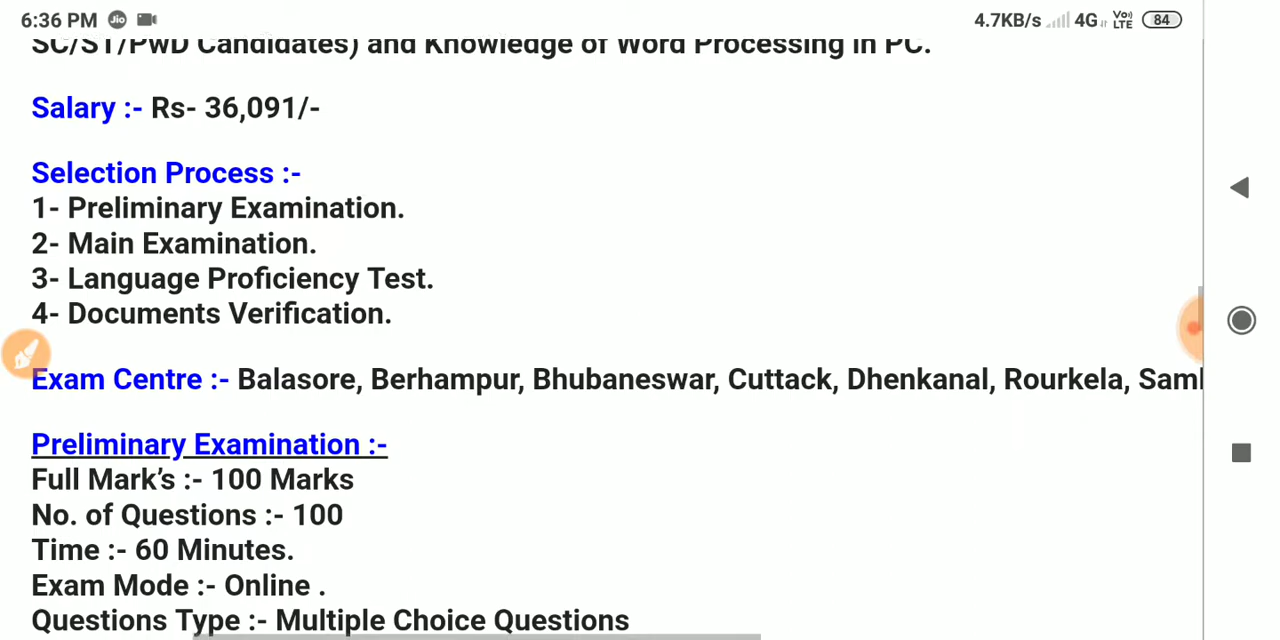 6:36 PM Jio 4.7KB/s 4G Vo) LTE 84
SC/ST/PwD Candidates) and Knowledge of Word Processing in PC.
Salary :- Rs- 36,091/-
Selection Process :-
1- Preliminary Examination.
2- Main Examination.
3- Language Proficiency Test.
4- Documents Verification.
Exam Centre :- Balasore, Berhampur, Bhubaneswar, Cuttack, Dhenkanal, Rourkela,
Preliminary Examination :-
Full Mark’s :- 100 Marks
No. of Questions :- 100
Time :- 60 Minutes.
Exam Mode :- Online .
Questions Type :- Multiple Choice Questions